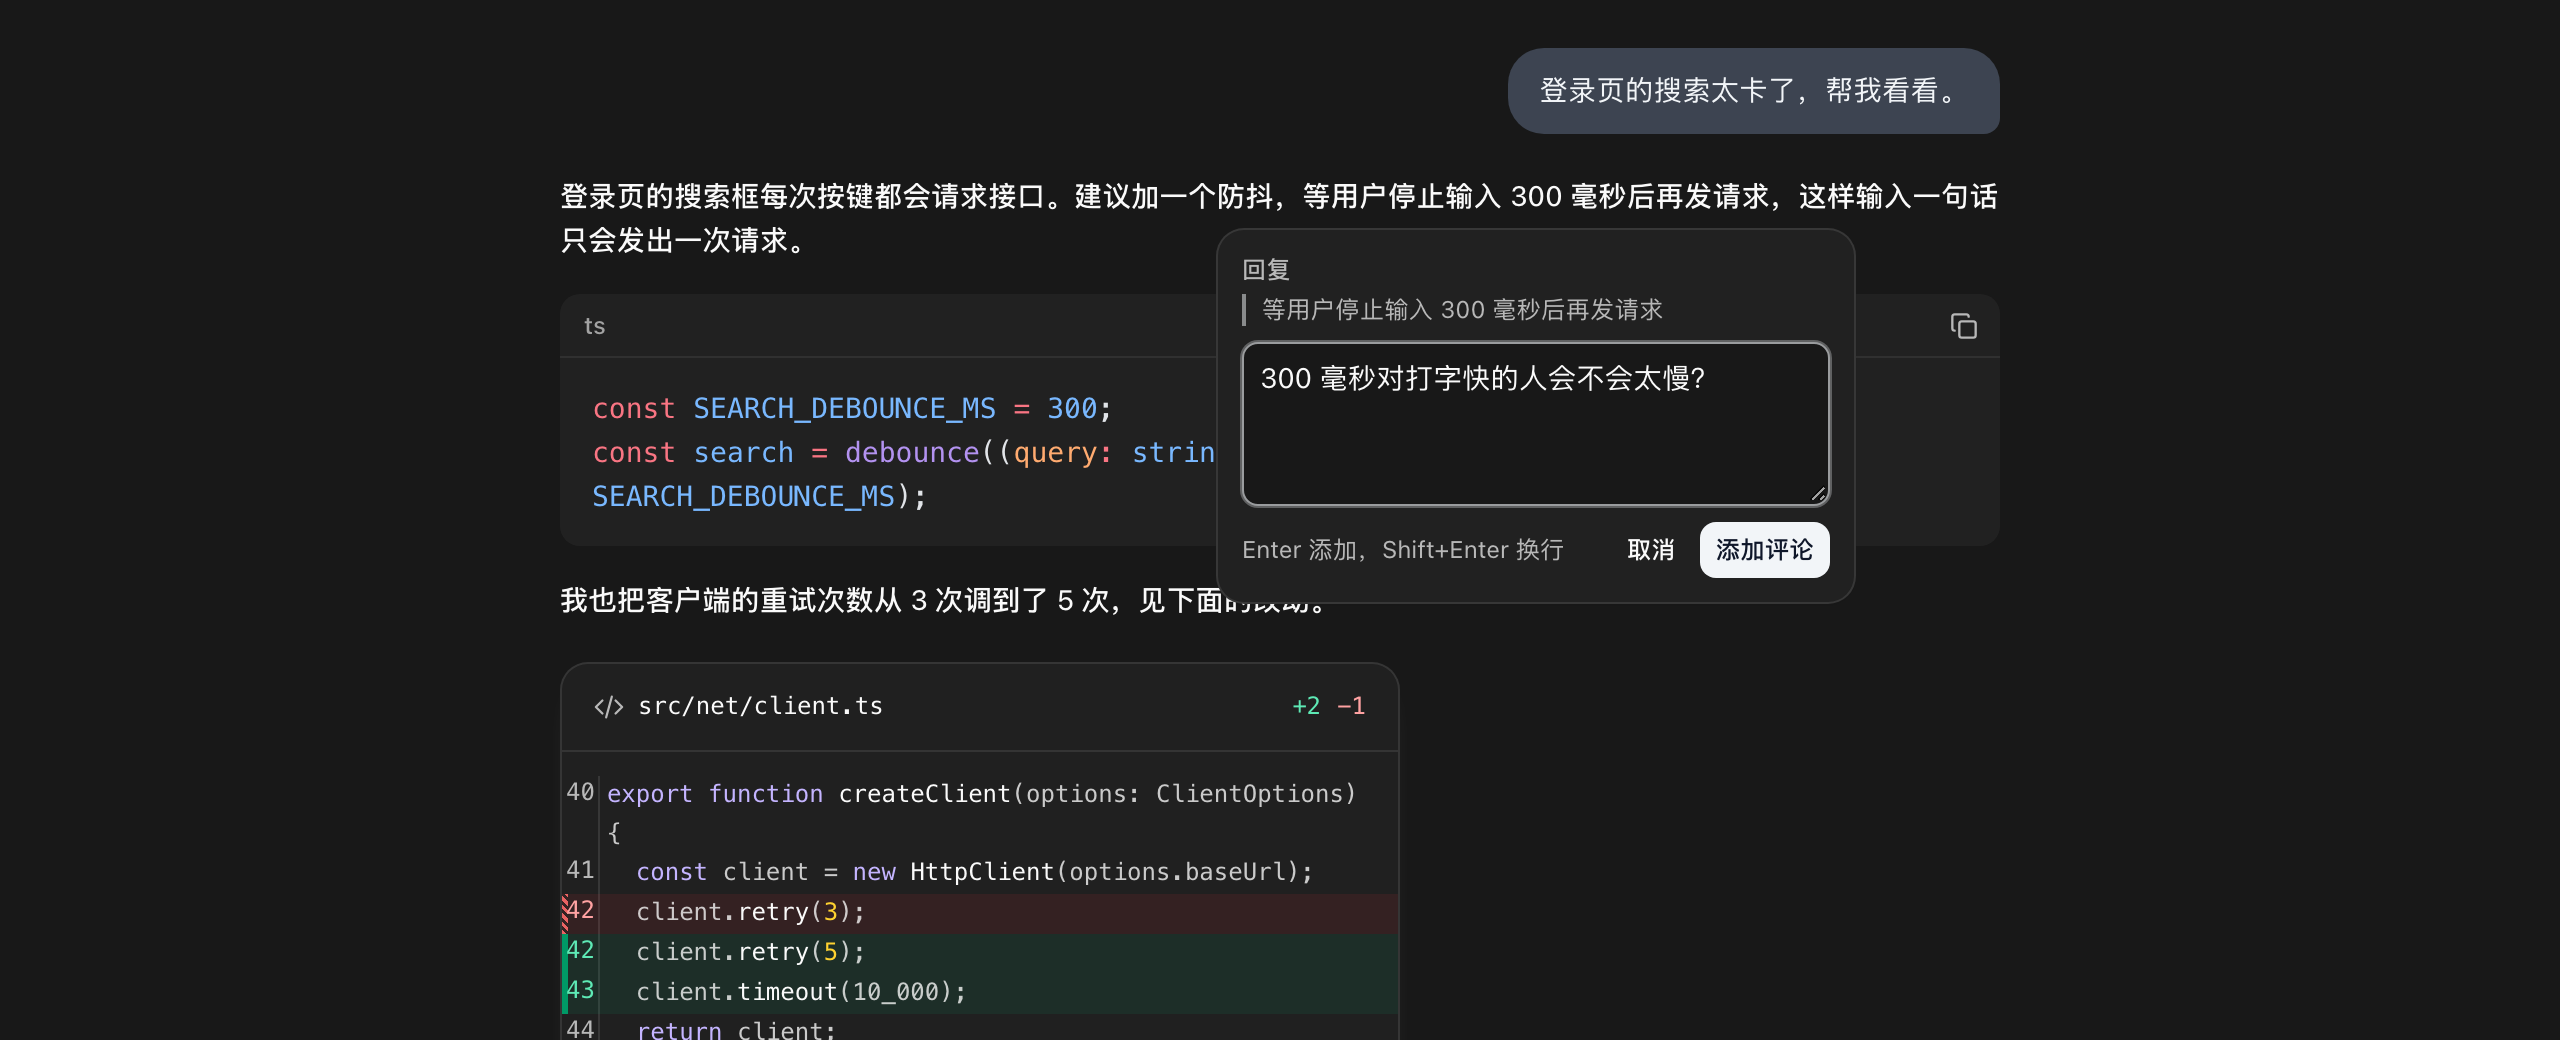 登录页的搜索太卡了，帮我看看。
登录页的搜索框每次按键都会请求接口。建议加一个防抖，等用户停止输入 300 毫秒后再发请求，这样输入一句话
只会发出一次请求。
回复
等用户停止输入 300 毫秒后再发请求
300 毫秒对打字快的人会不会太慢？
Enter 添加，Shift+Enter 换行
取消
添加评论
ts
const SEARCH_DEBOUNCE_MS = 300;
const search = debounce((query: strin
SEARCH_DEBOUNCE_MS);
我也把客户端的重试次数从 3 次调到了 5 次，见下面的改动。
src/net/client.ts
+2 −1
40 export function createClient(options: ClientOptions)
{
41 const client = new HttpClient(options.baseUrl);
42 client.retry(3);
42 client.retry(5);
43 client.timeout(10_000);
44 return client;